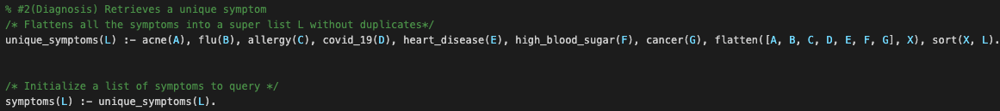 % #2(Diagnosis) Retrieves a unique symptom
/* Flattens all the symptoms into a super list L without duplicates*/
unique_symptoms(L) :- acne(A), flu(B), allergy(C), covid_19(D), heart_disease(E), high_blood_sugar(F), cancer(G), flatten([A, B, C, D, E, F, G], X), sort(X, L).
/* Initialize a list of symptoms to query */
symptoms(L) :- unique_symptoms(L).